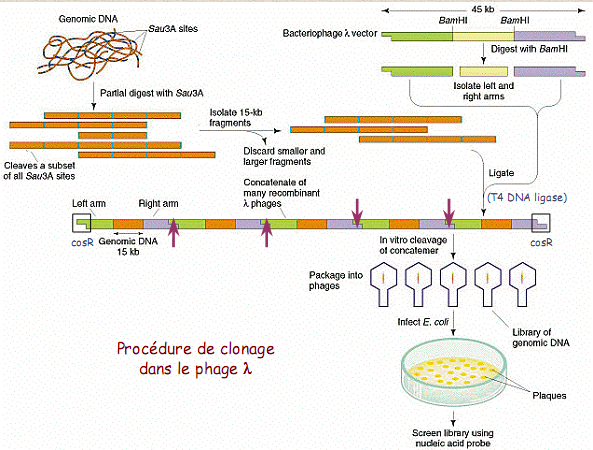 Genomic DNA
Sau3A sites
Partial digest with Sau3A
Cleaves a subset
of all Sau3A sites
Isolate 15-kb
fragments
Discard smaller and
larger fragments
45 kb
BamHI
BamHI
Bacteriophage λ vector
Digest with BamHI
Isolate left and
right arms
Ligate
(T4 DNA ligase)
Left arm
Right arm
Concatenate of
many recombinant
λ phages
cosR
Genomic DNA
15 kb
cosR
In vitro cleavage
of concatemer
Package into
phages
Infect E. coli
Library of
genomic DNA
Procédure de clonage
dans le phage λ
Plaques
Screen library using
nucleic acid probe